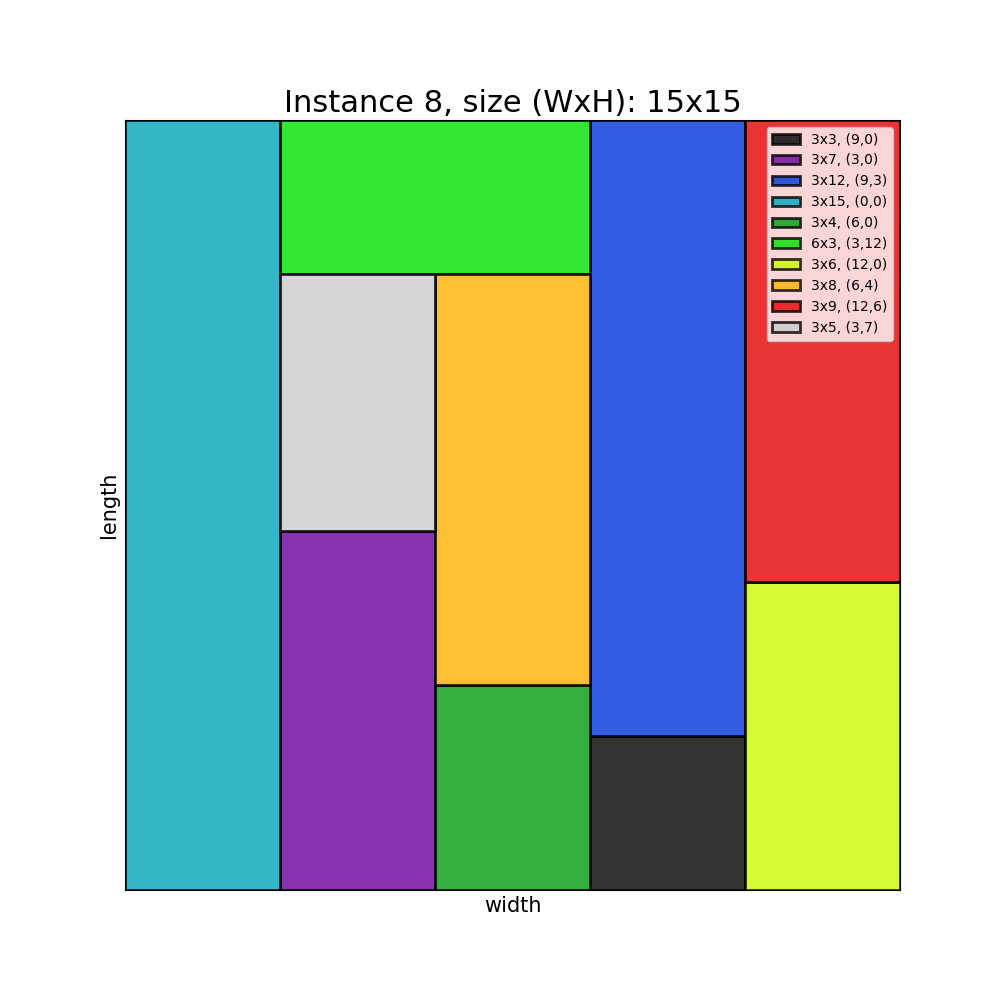 Instance 8, size (WxH): 15x15
3x3, (9,0)
3x7, (3,0)
3x12, (9,3)
3x15, (0,0)
3x4, (6,0)
6x3, (3,12)
3x6, (12,0)
3x8, (6,4)
3x9, (12,6)
3x5, (3,7)
length
width